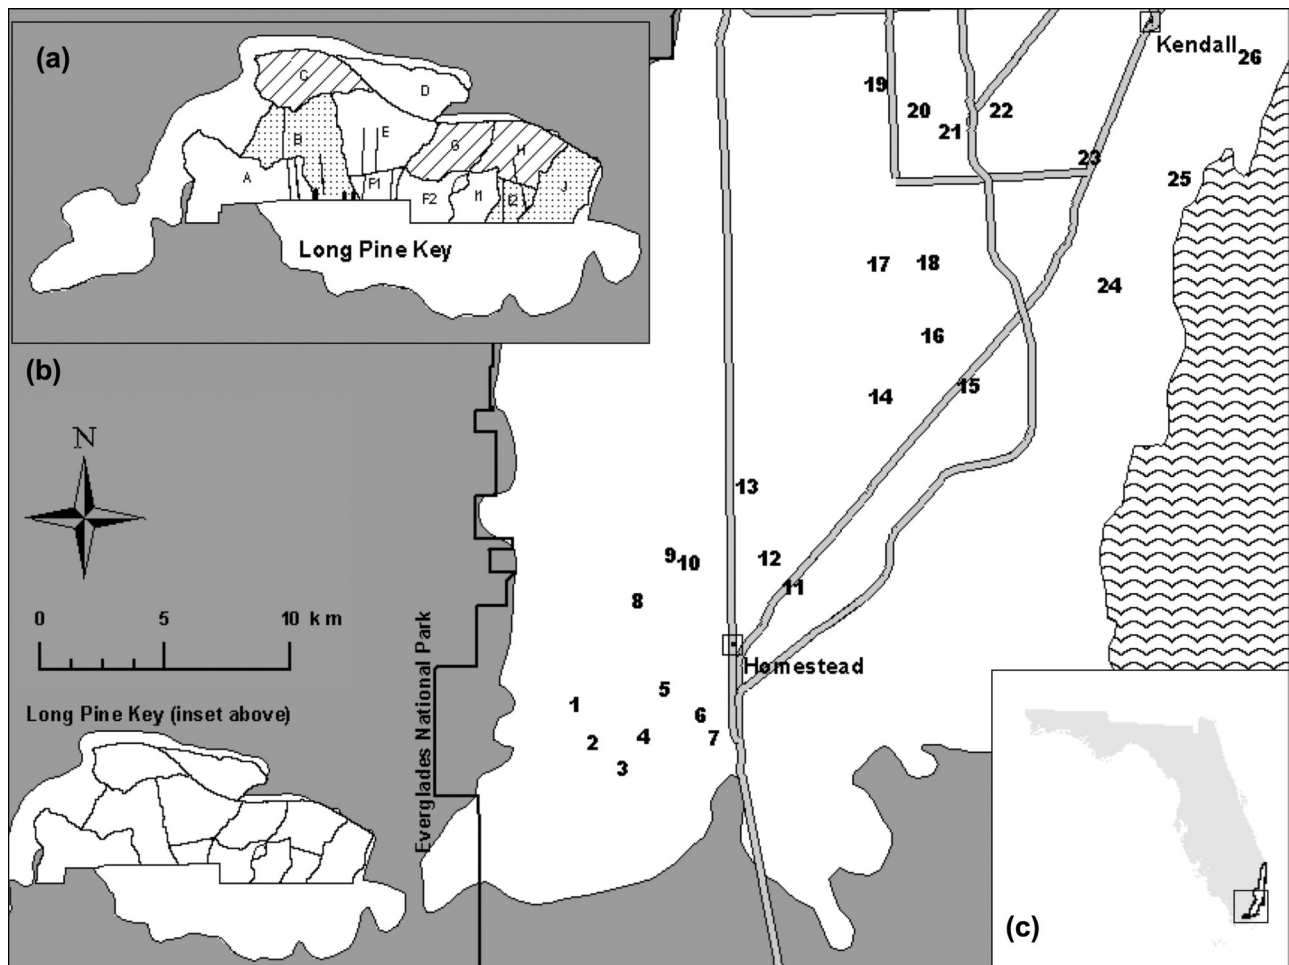 (a)
C
D
B
E
G
H
A
F1
F2
I1
I2
J
Long Pine Key
(b)
N
0 5 10 km
Long Pine Key (inset above)
Everglades National Park
Kendall
26
19
20
22
21
23
25
17
18
24
16
15
14
13
9
10
12
11
8
Homestead
5
1
6
4
2
7
3
(c)